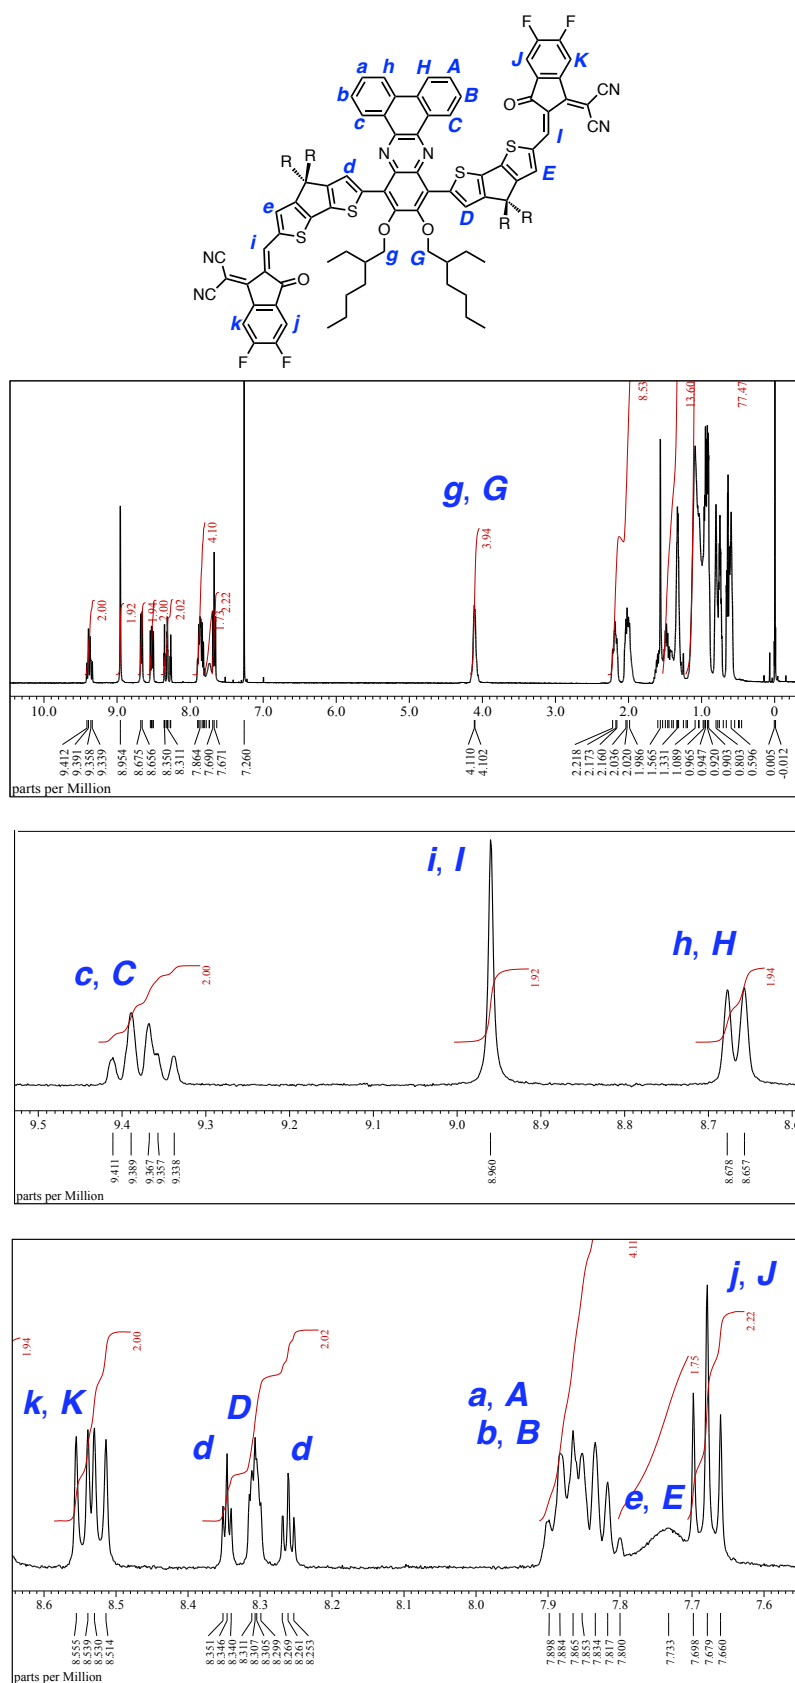 F F
J K
a h H A
b B
c C
O
CN
CN
N N
I
R R
d
S S
E
e
S S
D
R R
i
O O
NC
CN
g G
O
k j
F F
8.53
13.60
77.47
g, G
4.10
3.94
2.00
1.92
1.94
2.00
2.02
1.73
2.22
10.0 9.0 8.0 7.0 6.0 5.0 4.0 3.0 2.0 1.0 0
9.412 9.391 9.358 9.339 8.954 8.675 8.656 8.350 8.311 7.864 7.690 7.671 7.260 4.110 4.102 2.218 2.173 2.160 2.036 2.020 1.986 1.565 1.331 1.089 0.965 0.947 0.920 0.903 0.803 0.596 0.005 -0.012
parts per Million
i, I
c, C
h, H
2.00
1.92
1.94
9.5 9.4 9.3 9.2 9.1 9.0 8.9 8.8 8.7 8.6
9.411 9.389 9.367 9.357 9.338 8.960 8.678 8.657
parts per Million
4.11
j, J
1.94
2.00
2.02
1.75
2.22
k, K
D
a, A
d d
b, B
e, E
8.6 8.5 8.4 8.3 8.2 8.1 8.0 7.9 7.8 7.7 7.6
8.555 8.539 8.530 8.514 8.351 8.346 8.340 8.311 8.307 8.305 8.299 8.269 8.261 8.253 7.898 7.884 7.865 7.853 7.834 7.817 7.800 7.733 7.698 7.679 7.660
parts per Million